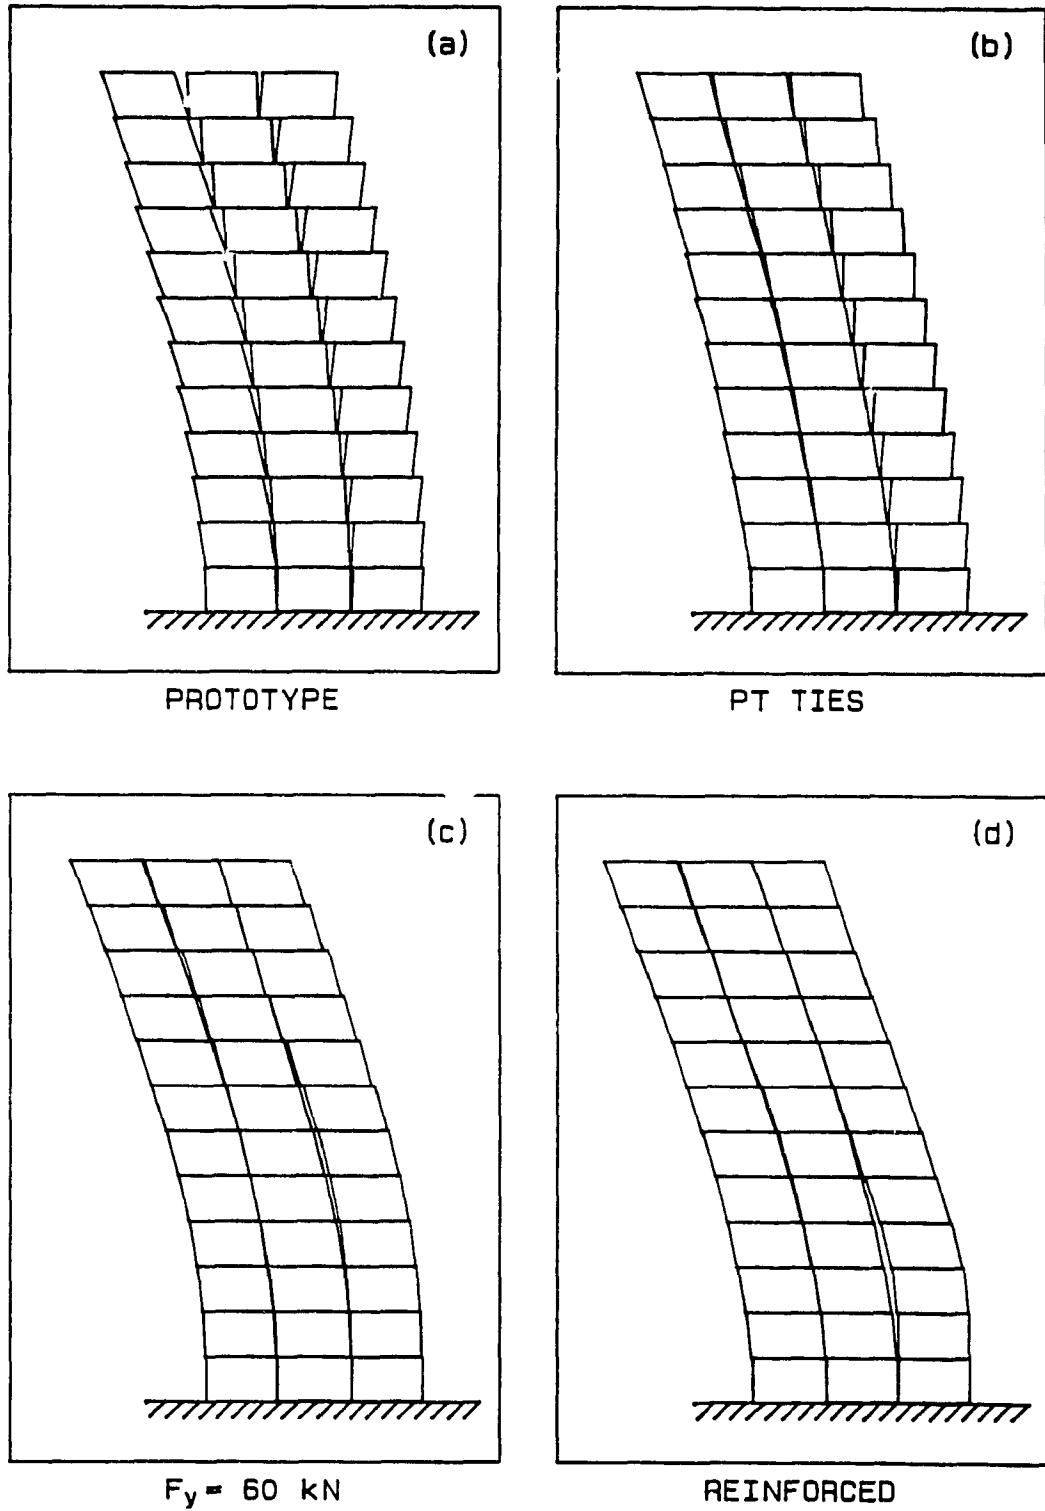 (a)
(b)
PROTOTYPE
PT TIES
(c)
(d)
Fy = 60 kN
REINFORCED